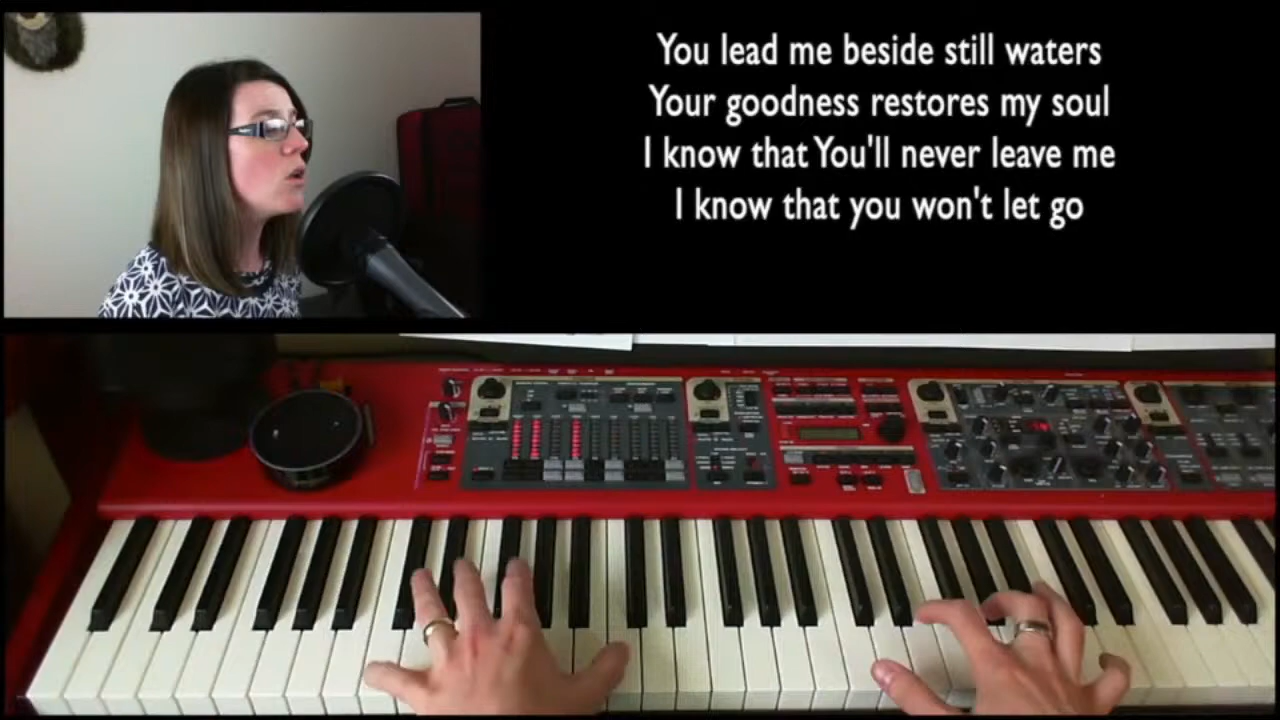 You lead me beside still waters
Your goodness restores my soul
I know that You'll never leave me
I know that you won't let go